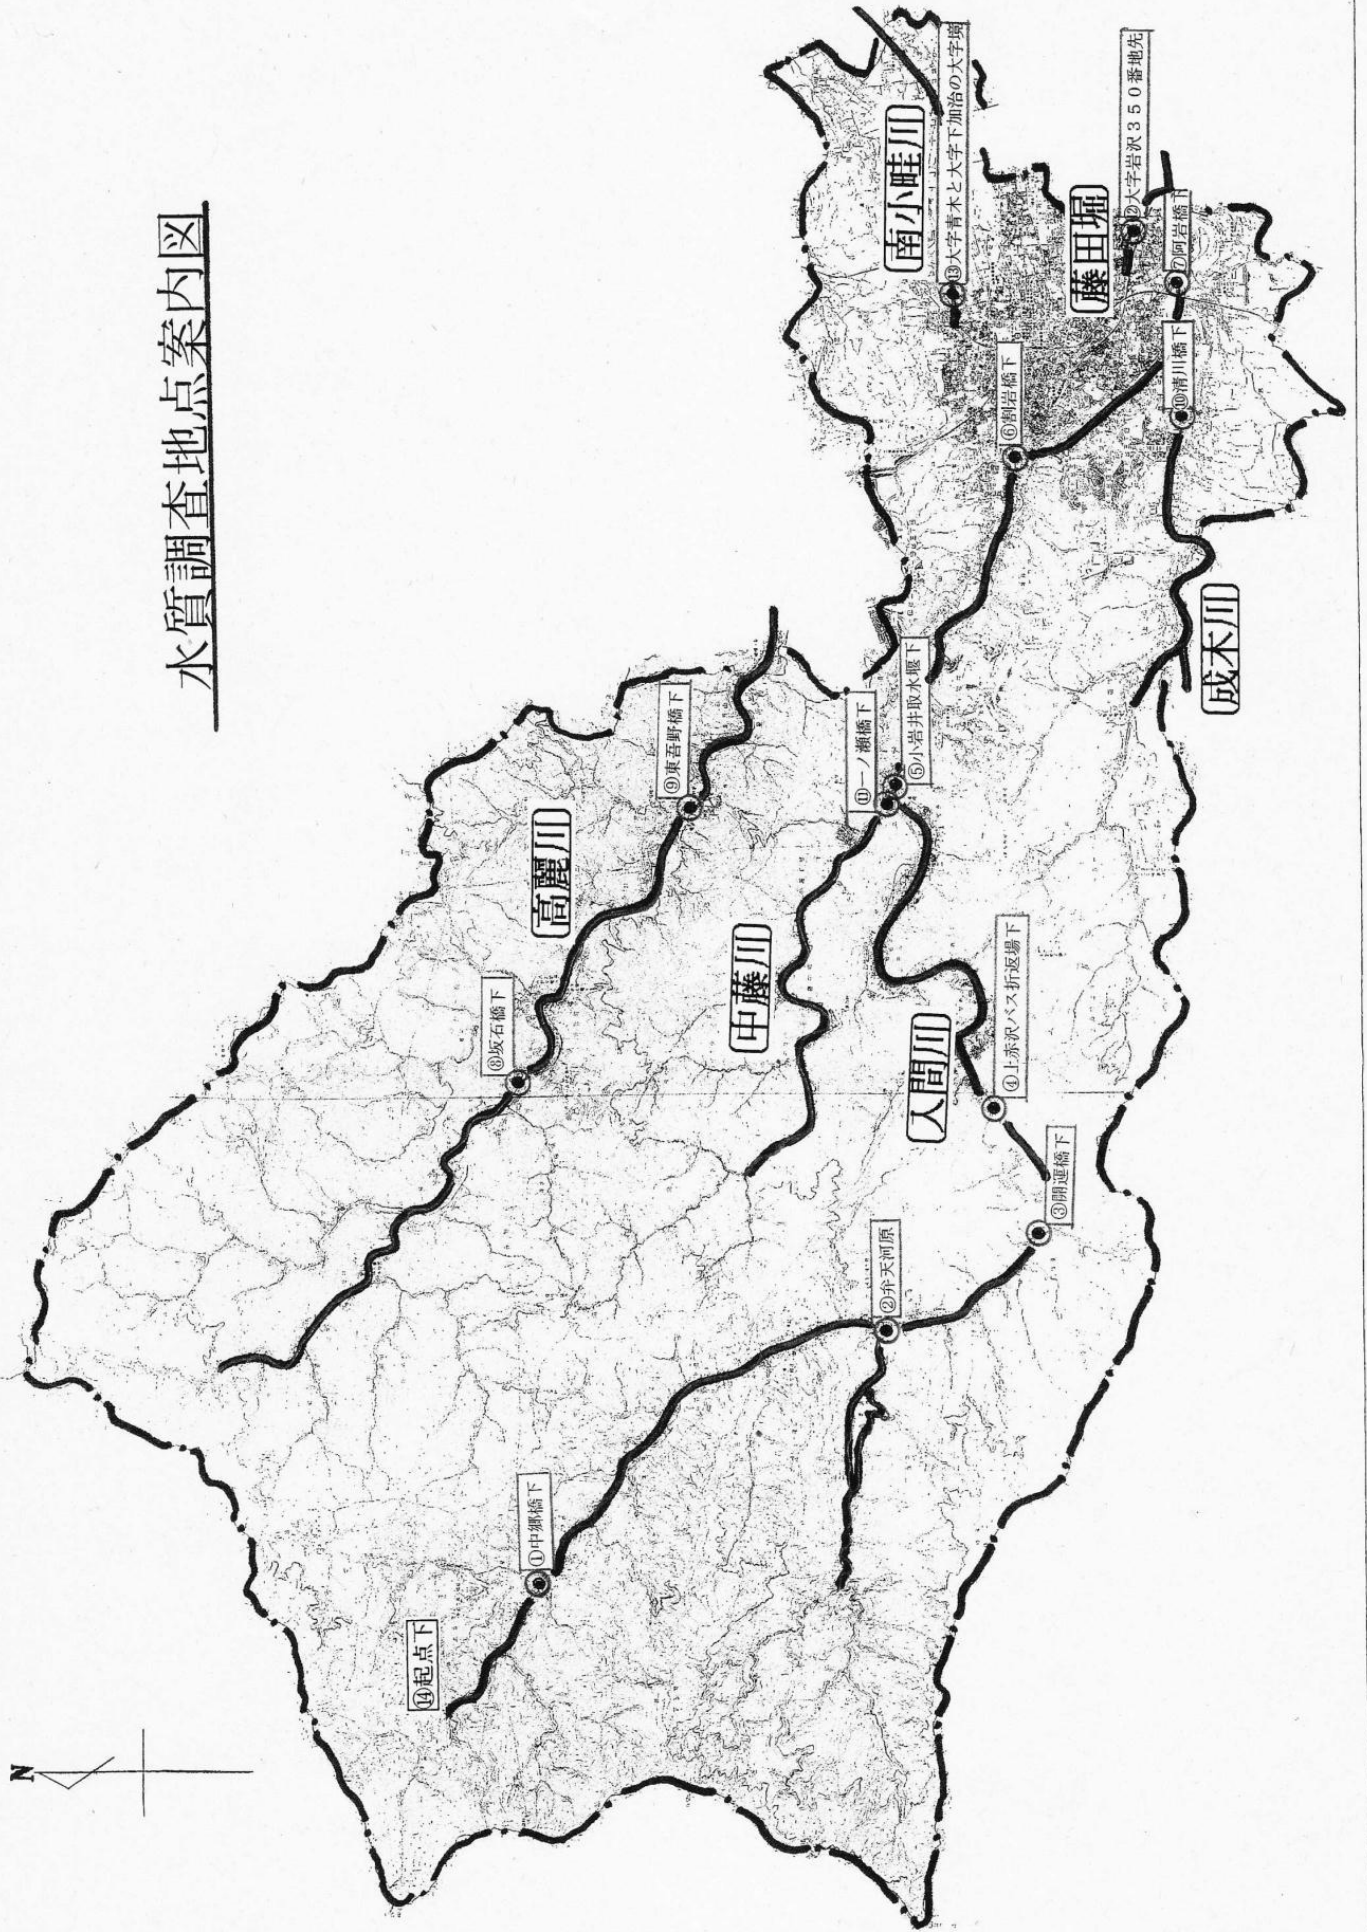 水質調査地点案内図
N
⑭起点下
①中郷橋下
②弁天河原
③開運橋下
④上赤沢バス折返場下
入間川
中藤川
高麗川
⑧坂石橋下
⑨東吾野橋下
⑪一ノ瀬橋下
⑤小岩井取水堰下
⑥割岩橋下
成木川
⑩清川橋下
⑦阿岩橋下
藤田堀
⑫大字岩沢350番地先
南小畦川
⑬大字青木と大字下加治の大字境